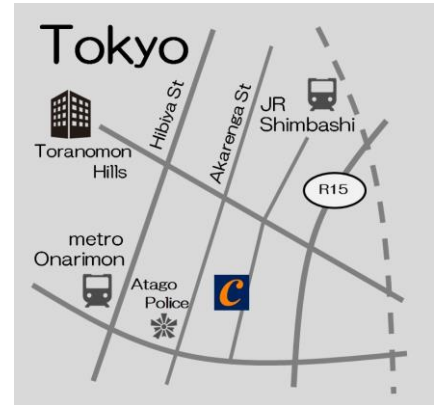 Tokyo
Hibiya St
Akarenga St
JR
Shimbashi
Toranomon
Hills
R15
metro
Onarimon
Atago
Police
c